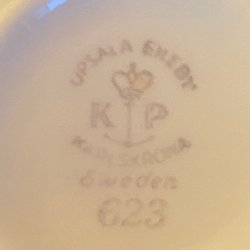 UPSALA EKEBY
K P
KARLSKRONA
Sweden
623